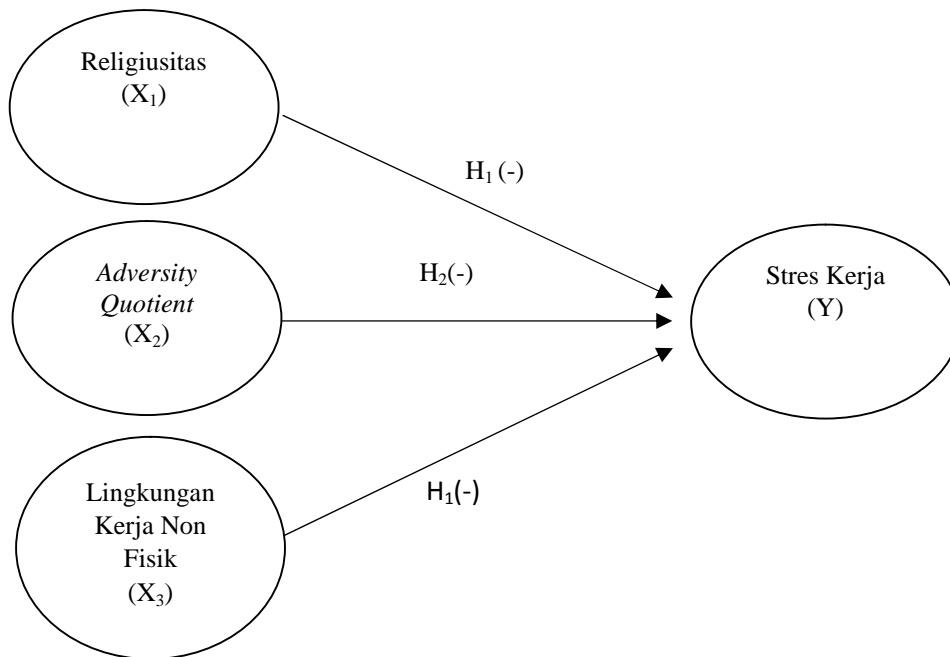 Religiusitas
(X₁)
H₁ (-)
Adversity
Quotient
(X₂)
H₂(-)
Stres Kerja
(Y)
Lingkungan
Kerja Non
Fisik
(X₃)
H₁(-)